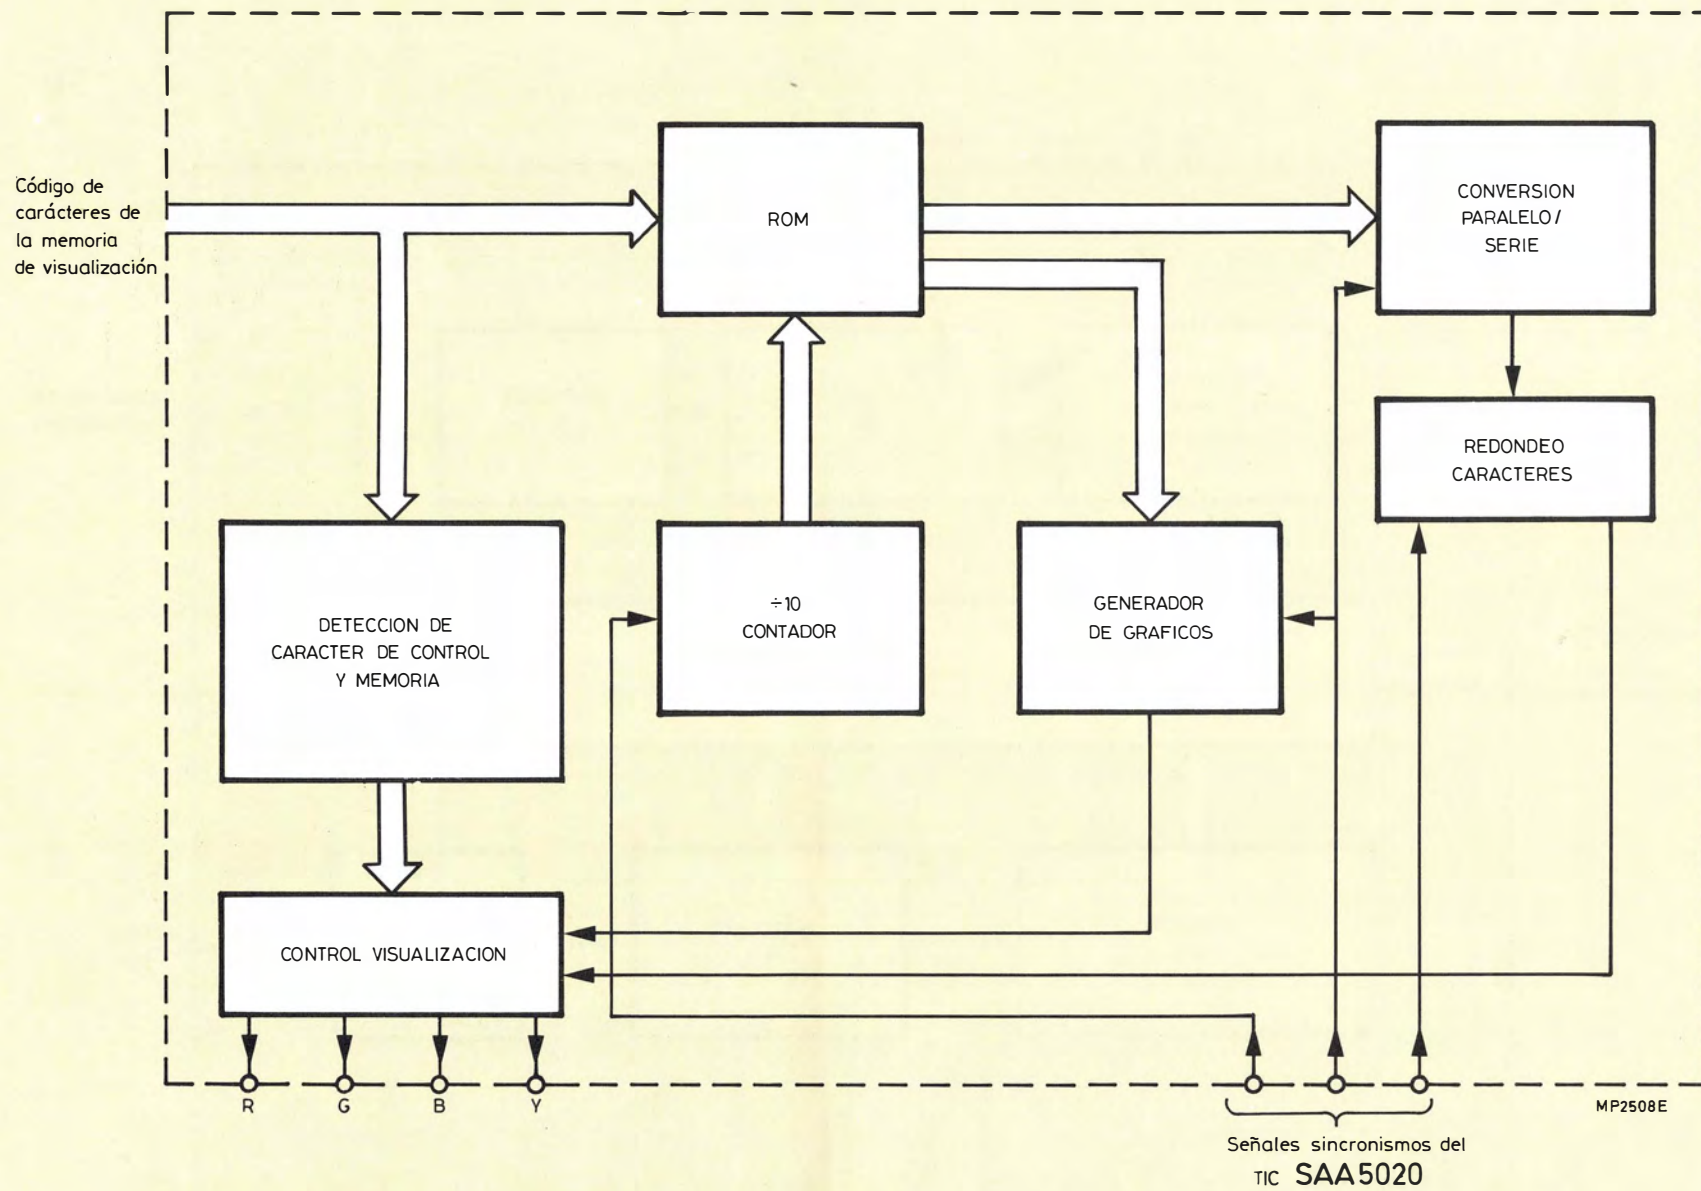 Código de
carácteres de
la memoria
de visualización
ROM
CONVERSION
PARALELO/
SERIE
REDONDEO
CARACTERES
DETECCION DE
CARACTER DE CONTROL
Y MEMORIA
÷10
CONTADOR
GENERADOR
DE GRAFICOS
CONTROL VISUALIZACION
R G B Y
MP2508E
Señales sincronismos del
TIC SAA5020